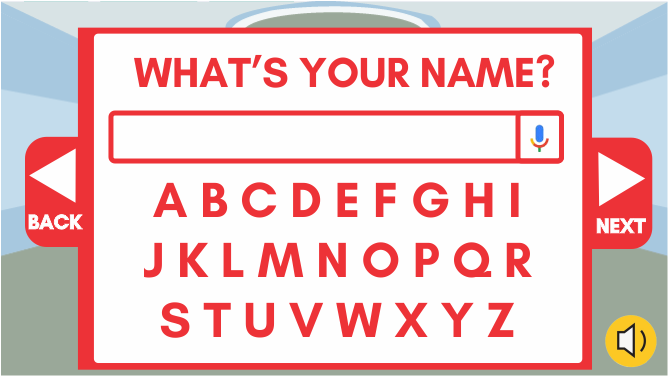 WHAT'S YOUR NAME?
A B C D E F G H I
BACK
NEXT
J K L M N O P Q R
S T U V W X Y Z